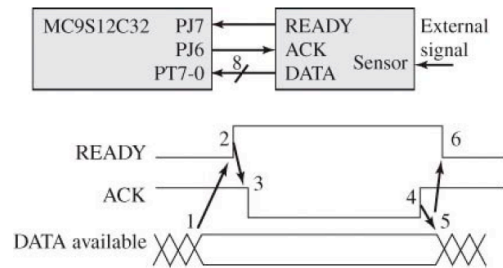 MC9S12C32 PJ7 READY External
PJ6 ACK signal
PT7-0 8 DATA Sensor
READY 2 6
ACK 3 4
1 5
DATA available